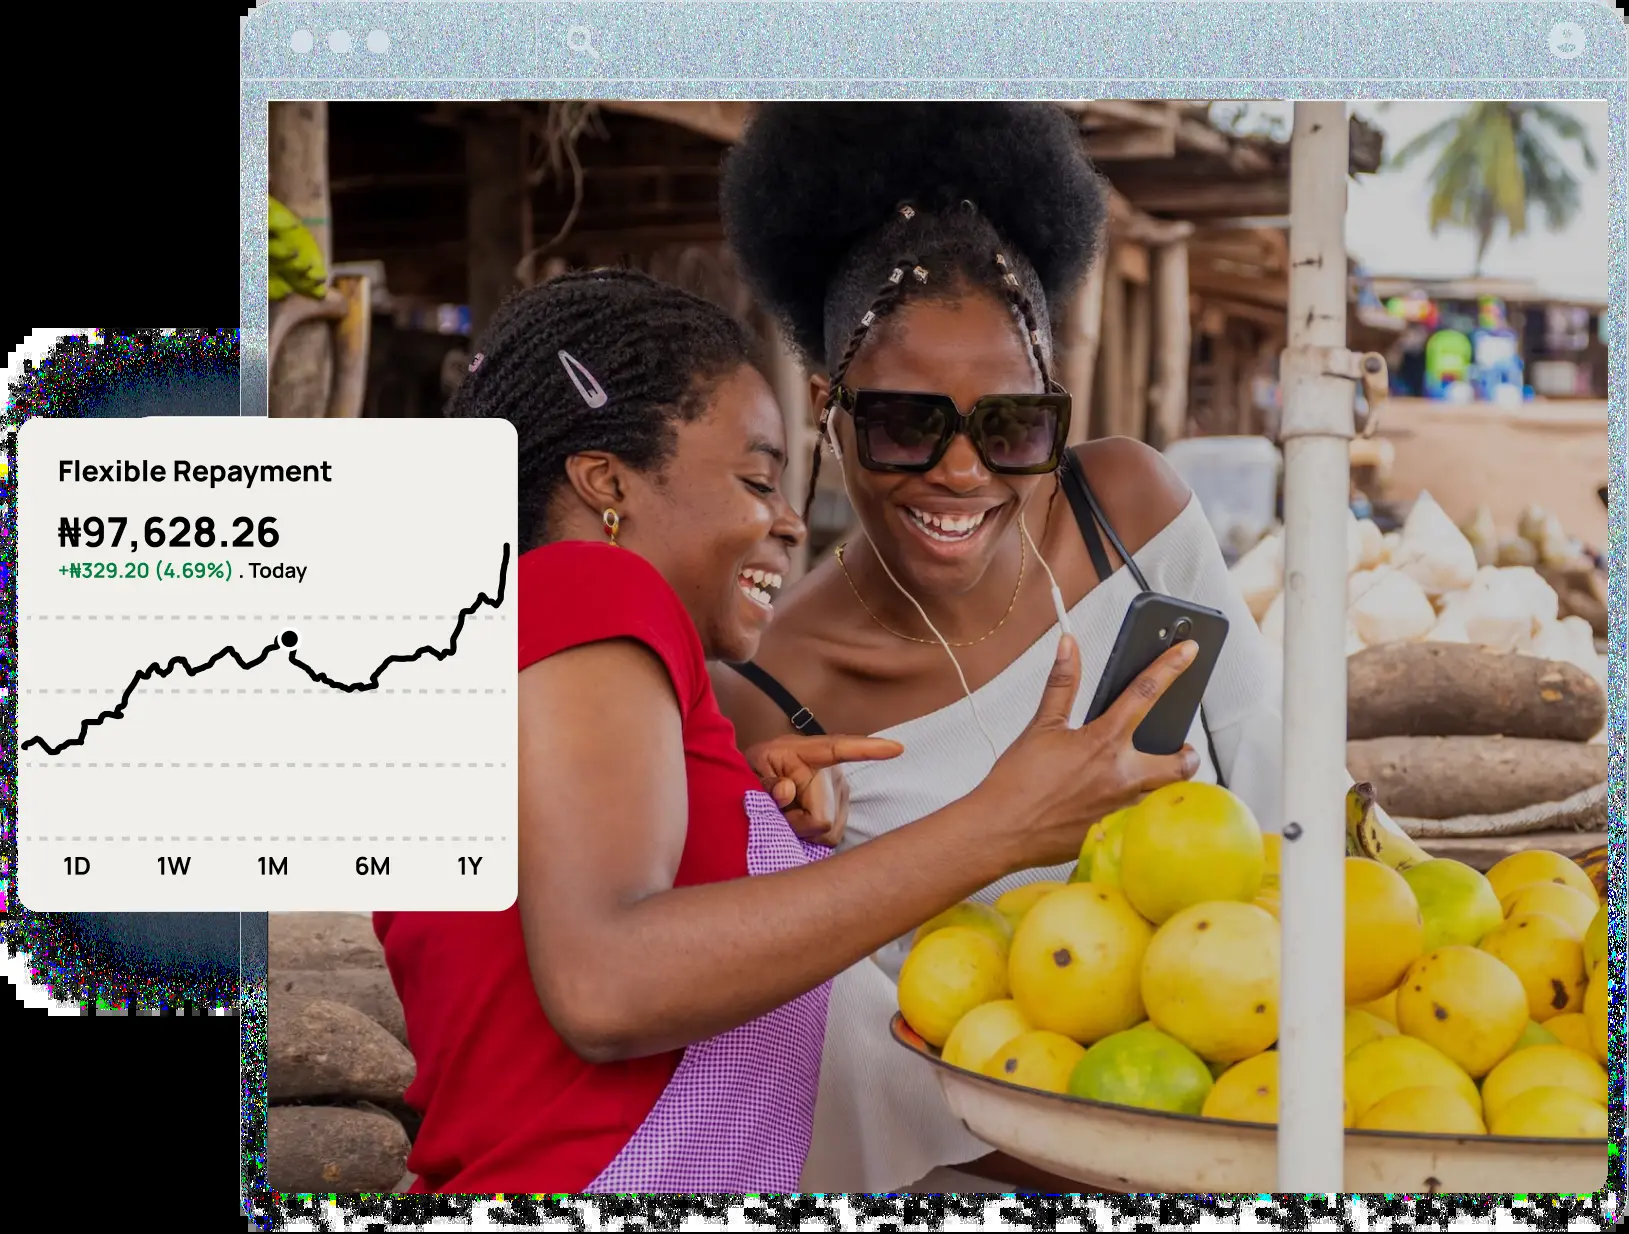 Flexible Repayment
₦97,628.26
+₦329.20 (4.69%) . Today
1D 1W 1M 6M 1Y